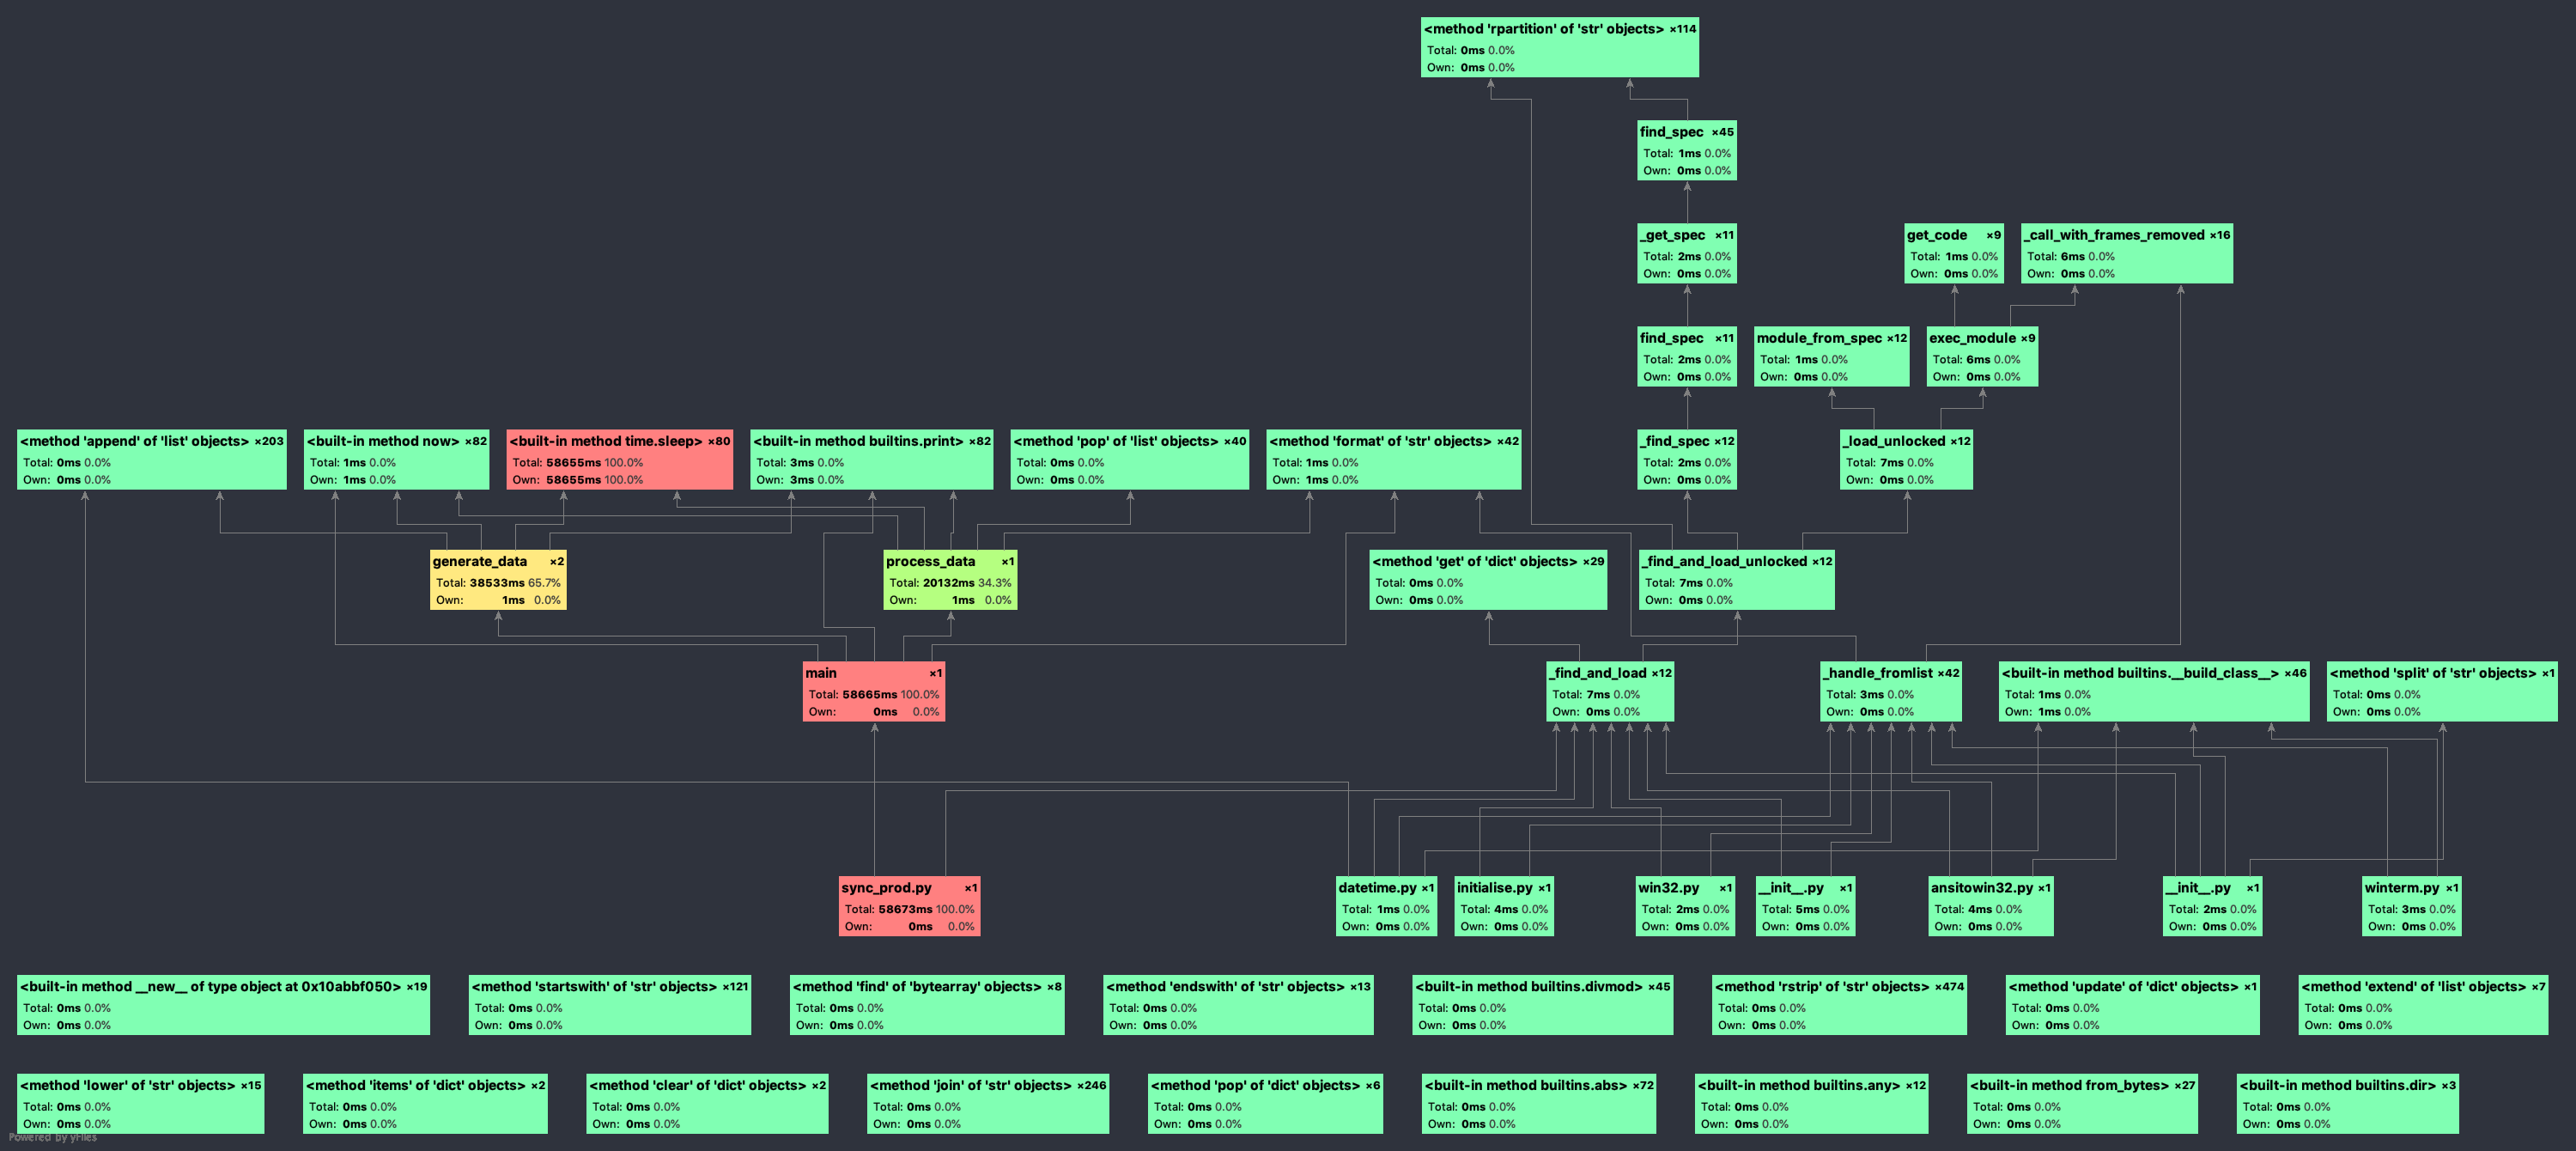 <method 'rpartition' of 'str' objects> ×114
Total: 0ms 0.0%
Own: 0ms 0.0%
find_spec ×45
Total: 1ms 0.0%
Own: 0ms 0.0%
_get_spec ×11
Total: 2ms 0.0%
Own: 0ms 0.0%
get_code ×9
Total: 1ms 0.0%
Own: 0ms 0.0%
_call_with_frames_removed ×16
Total: 6ms 0.0%
Own: 0ms 0.0%
find_spec ×11
Total: 2ms 0.0%
Own: 0ms 0.0%
module_from_spec ×12
Total: 1ms 0.0%
Own: 0ms 0.0%
exec_module ×9
Total: 6ms 0.0%
Own: 0ms 0.0%
<method 'append' of 'list' objects> ×203
Total: 0ms 0.0%
Own: 0ms 0.0%
<built-in method now> ×82
Total: 1ms 0.0%
Own: 1ms 0.0%
<built-in method time.sleep> ×80
Total: 58655ms 100.0%
Own: 58655ms 100.0%
<built-in method builtins.print> ×82
Total: 3ms 0.0%
Own: 3ms 0.0%
<method 'pop' of 'list' objects> ×40
Total: 0ms 0.0%
Own: 0ms 0.0%
<method 'format' of 'str' objects> ×42
Total: 1ms 0.0%
Own: 1ms 0.0%
_find_spec ×12
Total: 2ms 0.0%
Own: 0ms 0.0%
_load_unlocked ×12
Total: 7ms 0.0%
Own: 0ms 0.0%
generate_data ×2
Total: 38533ms 65.7%
Own: 1ms 0.0%
process_data ×1
Total: 20132ms 34.3%
Own: 1ms 0.0%
<method 'get' of 'dict' objects> ×29
Total: 0ms 0.0%
Own: 0ms 0.0%
_find_and_load_unlocked ×12
Total: 7ms 0.0%
Own: 0ms 0.0%
main ×1
Total: 58665ms 100.0%
Own: 0ms 0.0%
_find_and_load ×12
Total: 7ms 0.0%
Own: 0ms 0.0%
_handle_fromlist ×42
Total: 3ms 0.0%
Own: 0ms 0.0%
<built-in method builtins.__build_class__> ×46
Total: 1ms 0.0%
Own: 1ms 0.0%
<method 'split' of 'str' objects> ×1
Total: 0ms 0.0%
Own: 0ms 0.0%
sync_prod.py ×1
Total: 58673ms 100.0%
Own: 0ms 0.0%
datetime.py ×1
Total: 1ms 0.0%
Own: 0ms 0.0%
initialise.py ×1
Total: 4ms 0.0%
Own: 0ms 0.0%
win32.py ×1
Total: 2ms 0.0%
Own: 0ms 0.0%
__init__.py ×1
Total: 5ms 0.0%
Own: 0ms 0.0%
ansitowin32.py ×1
Total: 4ms 0.0%
Own: 0ms 0.0%
__init__.py ×1
Total: 2ms 0.0%
Own: 0ms 0.0%
winterm.py ×1
Total: 3ms 0.0%
Own: 0ms 0.0%
<built-in method __new__ of type object at 0x10abbf050> ×19
Total: 0ms 0.0%
Own: 0ms 0.0%
<method 'startswith' of 'str' objects> ×121
Total: 0ms 0.0%
Own: 0ms 0.0%
<method 'find' of 'bytearray' objects> ×8
Total: 0ms 0.0%
Own: 0ms 0.0%
<method 'endswith' of 'str' objects> ×13
Total: 0ms 0.0%
Own: 0ms 0.0%
<built-in method builtins.divmod> ×45
Total: 0ms 0.0%
Own: 0ms 0.0%
<method 'rstrip' of 'str' objects> ×474
Total: 0ms 0.0%
Own: 0ms 0.0%
<method 'update' of 'dict' objects> ×1
Total: 0ms 0.0%
Own: 0ms 0.0%
<method 'extend' of 'list' objects> ×7
Total: 0ms 0.0%
Own: 0ms 0.0%
<method 'lower' of 'str' objects> ×15
Total: 0ms 0.0%
Own: 0ms 0.0%
<method 'items' of 'dict' objects> ×2
Total: 0ms 0.0%
Own: 0ms 0.0%
<method 'clear' of 'dict' objects> ×2
Total: 0ms 0.0%
Own: 0ms 0.0%
<method 'join' of 'str' objects> ×246
Total: 0ms 0.0%
Own: 0ms 0.0%
<method 'pop' of 'dict' objects> ×6
Total: 0ms 0.0%
Own: 0ms 0.0%
<built-in method builtins.abs> ×72
Total: 0ms 0.0%
Own: 0ms 0.0%
<built-in method builtins.any> ×12
Total: 0ms 0.0%
Own: 0ms 0.0%
<built-in method from_bytes> ×27
Total: 0ms 0.0%
Own: 0ms 0.0%
<built-in method builtins.dir> ×3
Total: 0ms 0.0%
Own: 0ms 0.0%
Powered by yFiles